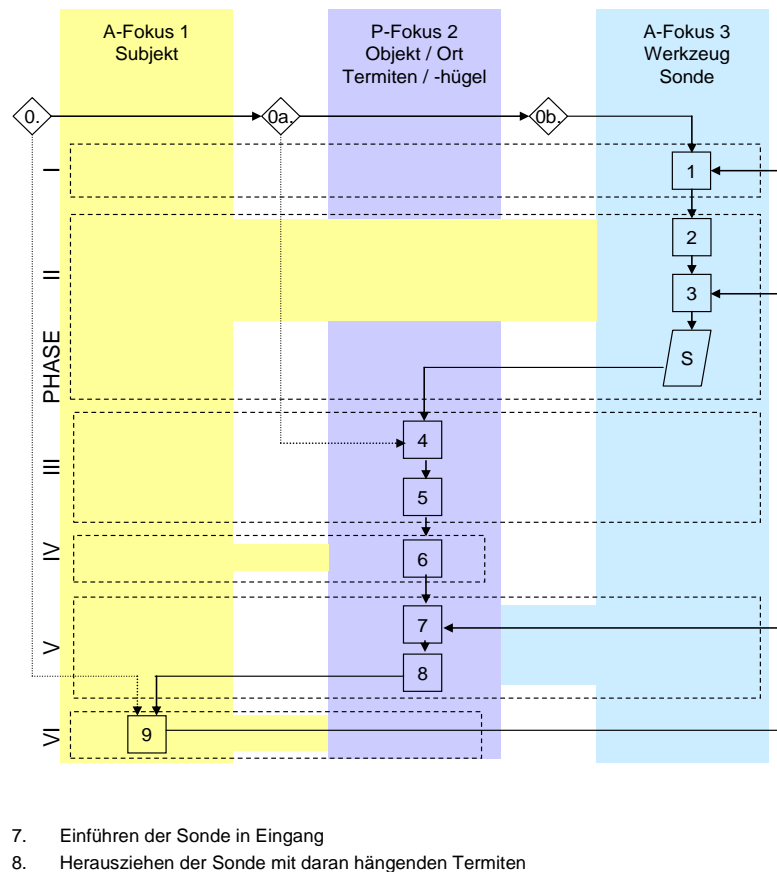 A-Fokus 1
Subjekt
P-Fokus 2
Objekt / Ort
Termiten / -hügel
A-Fokus 3
Werkzeug
Sonde
0.
0a.
0b.
I
1
II
2
3
PHASE
S
III
4
5
IV
6
V
7
8
VI
9
7. Einführen der Sonde in Eingang
8. Herausziehen der Sonde mit daran hängenden Termiten